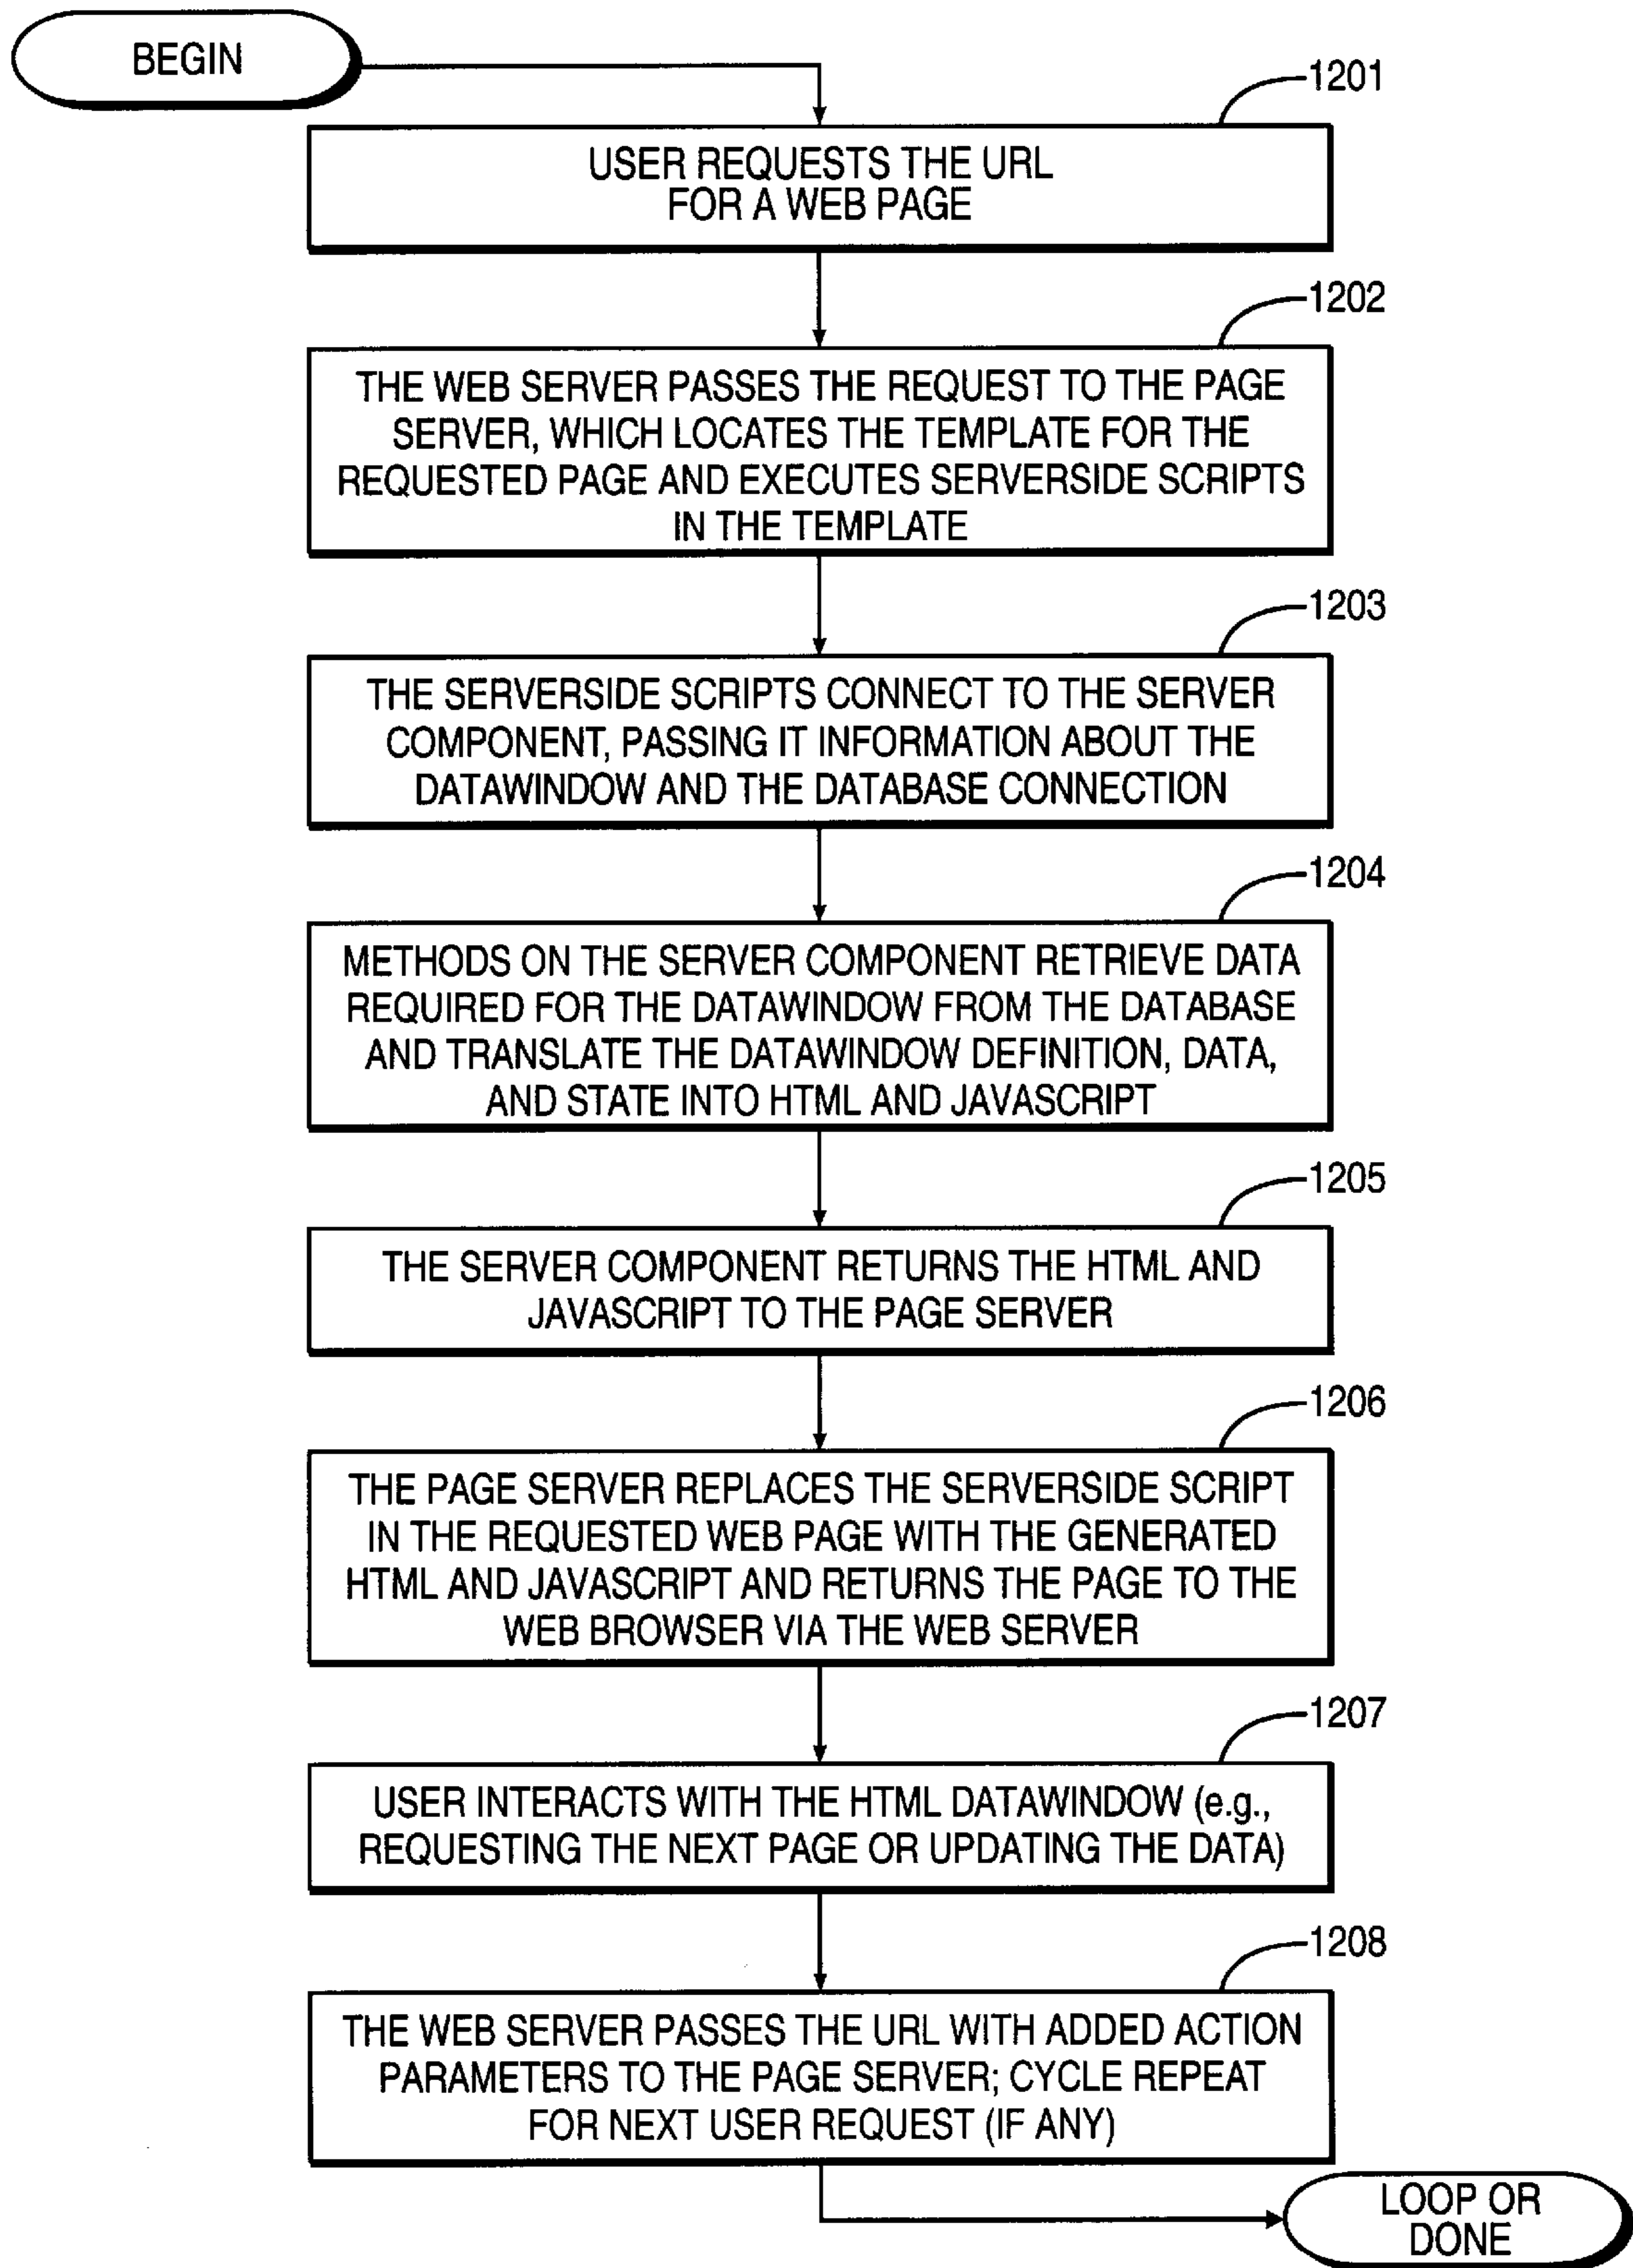 BEGIN
1201
USER REQUESTS THE URL
FOR A WEB PAGE
1202
THE WEB SERVER PASSES THE REQUEST TO THE PAGE
SERVER, WHICH LOCATES THE TEMPLATE FOR THE
REQUESTED PAGE AND EXECUTES SERVERSIDE SCRIPTS
IN THE TEMPLATE
1203
THE SERVERSIDE SCRIPTS CONNECT TO THE SERVER
COMPONENT, PASSING IT INFORMATION ABOUT THE
DATAWINDOW AND THE DATABASE CONNECTION
1204
METHODS ON THE SERVER COMPONENT RETRIEVE DATA
REQUIRED FOR THE DATAWINDOW FROM THE DATABASE
AND TRANSLATE THE DATAWINDOW DEFINITION, DATA,
AND STATE INTO HTML AND JAVASCRIPT
1205
THE SERVER COMPONENT RETURNS THE HTML AND
JAVASCRIPT TO THE PAGE SERVER
1206
THE PAGE SERVER REPLACES THE SERVERSIDE SCRIPT
IN THE REQUESTED WEB PAGE WITH THE GENERATED
HTML AND JAVASCRIPT AND RETURNS THE PAGE TO THE
WEB BROWSER VIA THE WEB SERVER
1207
USER INTERACTS WITH THE HTML DATAWINDOW (e.g.,
REQUESTING THE NEXT PAGE OR UPDATING THE DATA)
1208
THE WEB SERVER PASSES THE URL WITH ADDED ACTION
PARAMETERS TO THE PAGE SERVER; CYCLE REPEAT
FOR NEXT USER REQUEST (IF ANY)
LOOP OR
DONE